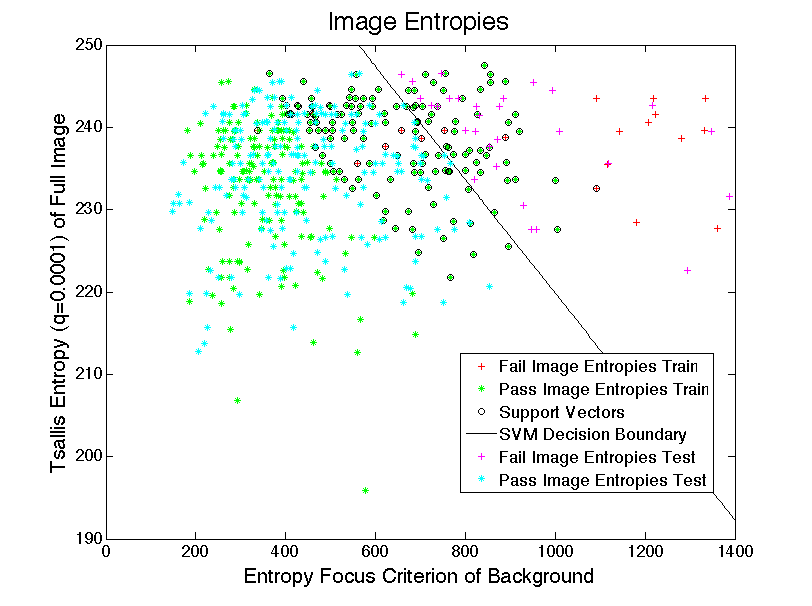 Image Entropies
250
240
230
220
210
200
190
Tsallis Entropy (q=0.0001) of Full Image
Fail Image Entropies Train
Pass Image Entropies Train
Support Vectors
SVM Decision Boundary
Fail Image Entropies Test
Pass Image Entropies Test
0 200 400 600 800 1000 1200 1400
Entropy Focus Criterion of Background